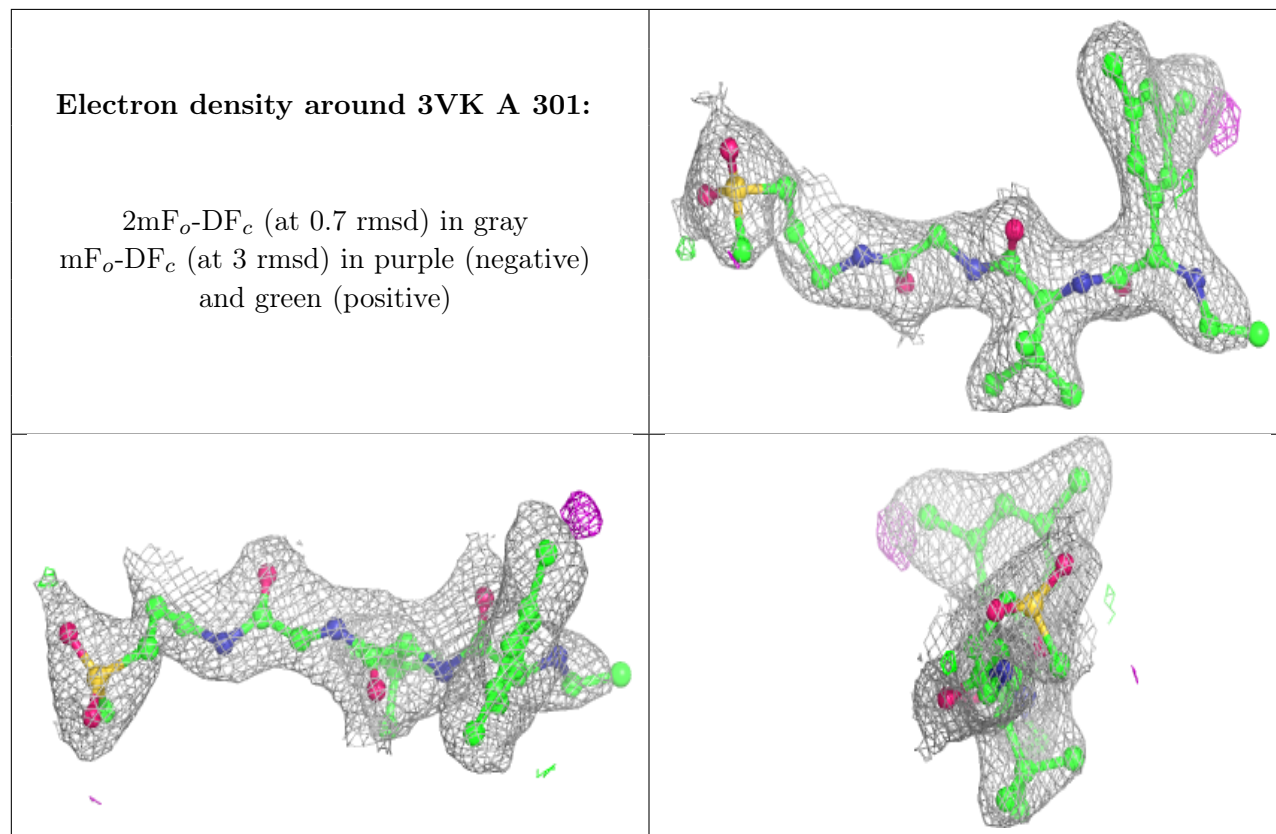 Electron density around 3VK A 301:
2mFo-DFc (at 0.7 rmsd) in gray
mFo-DFc (at 3 rmsd) in purple (negative)
and green (positive)